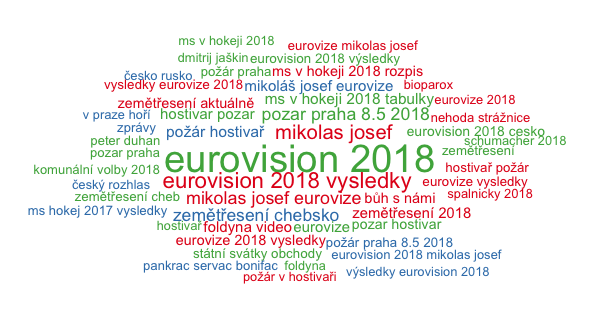 ms v hokeji 2018
eurovize mikolas josef
dmitrij jaškin eurovision 2018 výsledky
česko rusko požár praha ms v hokeji 2018 rozpis
vysledky eurovize 2018 mikoláš josef eurovize bioparox
zemětřesení aktuálně ms v hokeji 2018 tabulky eurovize 2018
v praze hoří hostivar pozar pozar praha 8.5 2018 nehoda strážnice
zprávy požár hostivař mikolas josef eurovision 2018 cesko
peter duhan schumacher 2018
pozar praha eurovision 2018 zemětřesení
komunální volby 2018 hostivař požár
český rozhlas eurovision 2018 vysledky eurovize vysledky
zemětřesení cheb mikolas josef eurovize bůh s námi spalnicky 2018
ms hokej 2017 vysledky zemětřesení chebsko zemětřesení 2018
hostivař foldyna video eurovize pozar hostivar
eurovize 2018 vysledky požár praha 8.5 2018
státní svátky obchody eurovision 2018 mikolas josef
pankrac servac bonifac foldyna výsledky eurovision 2018
požár v hostivaři